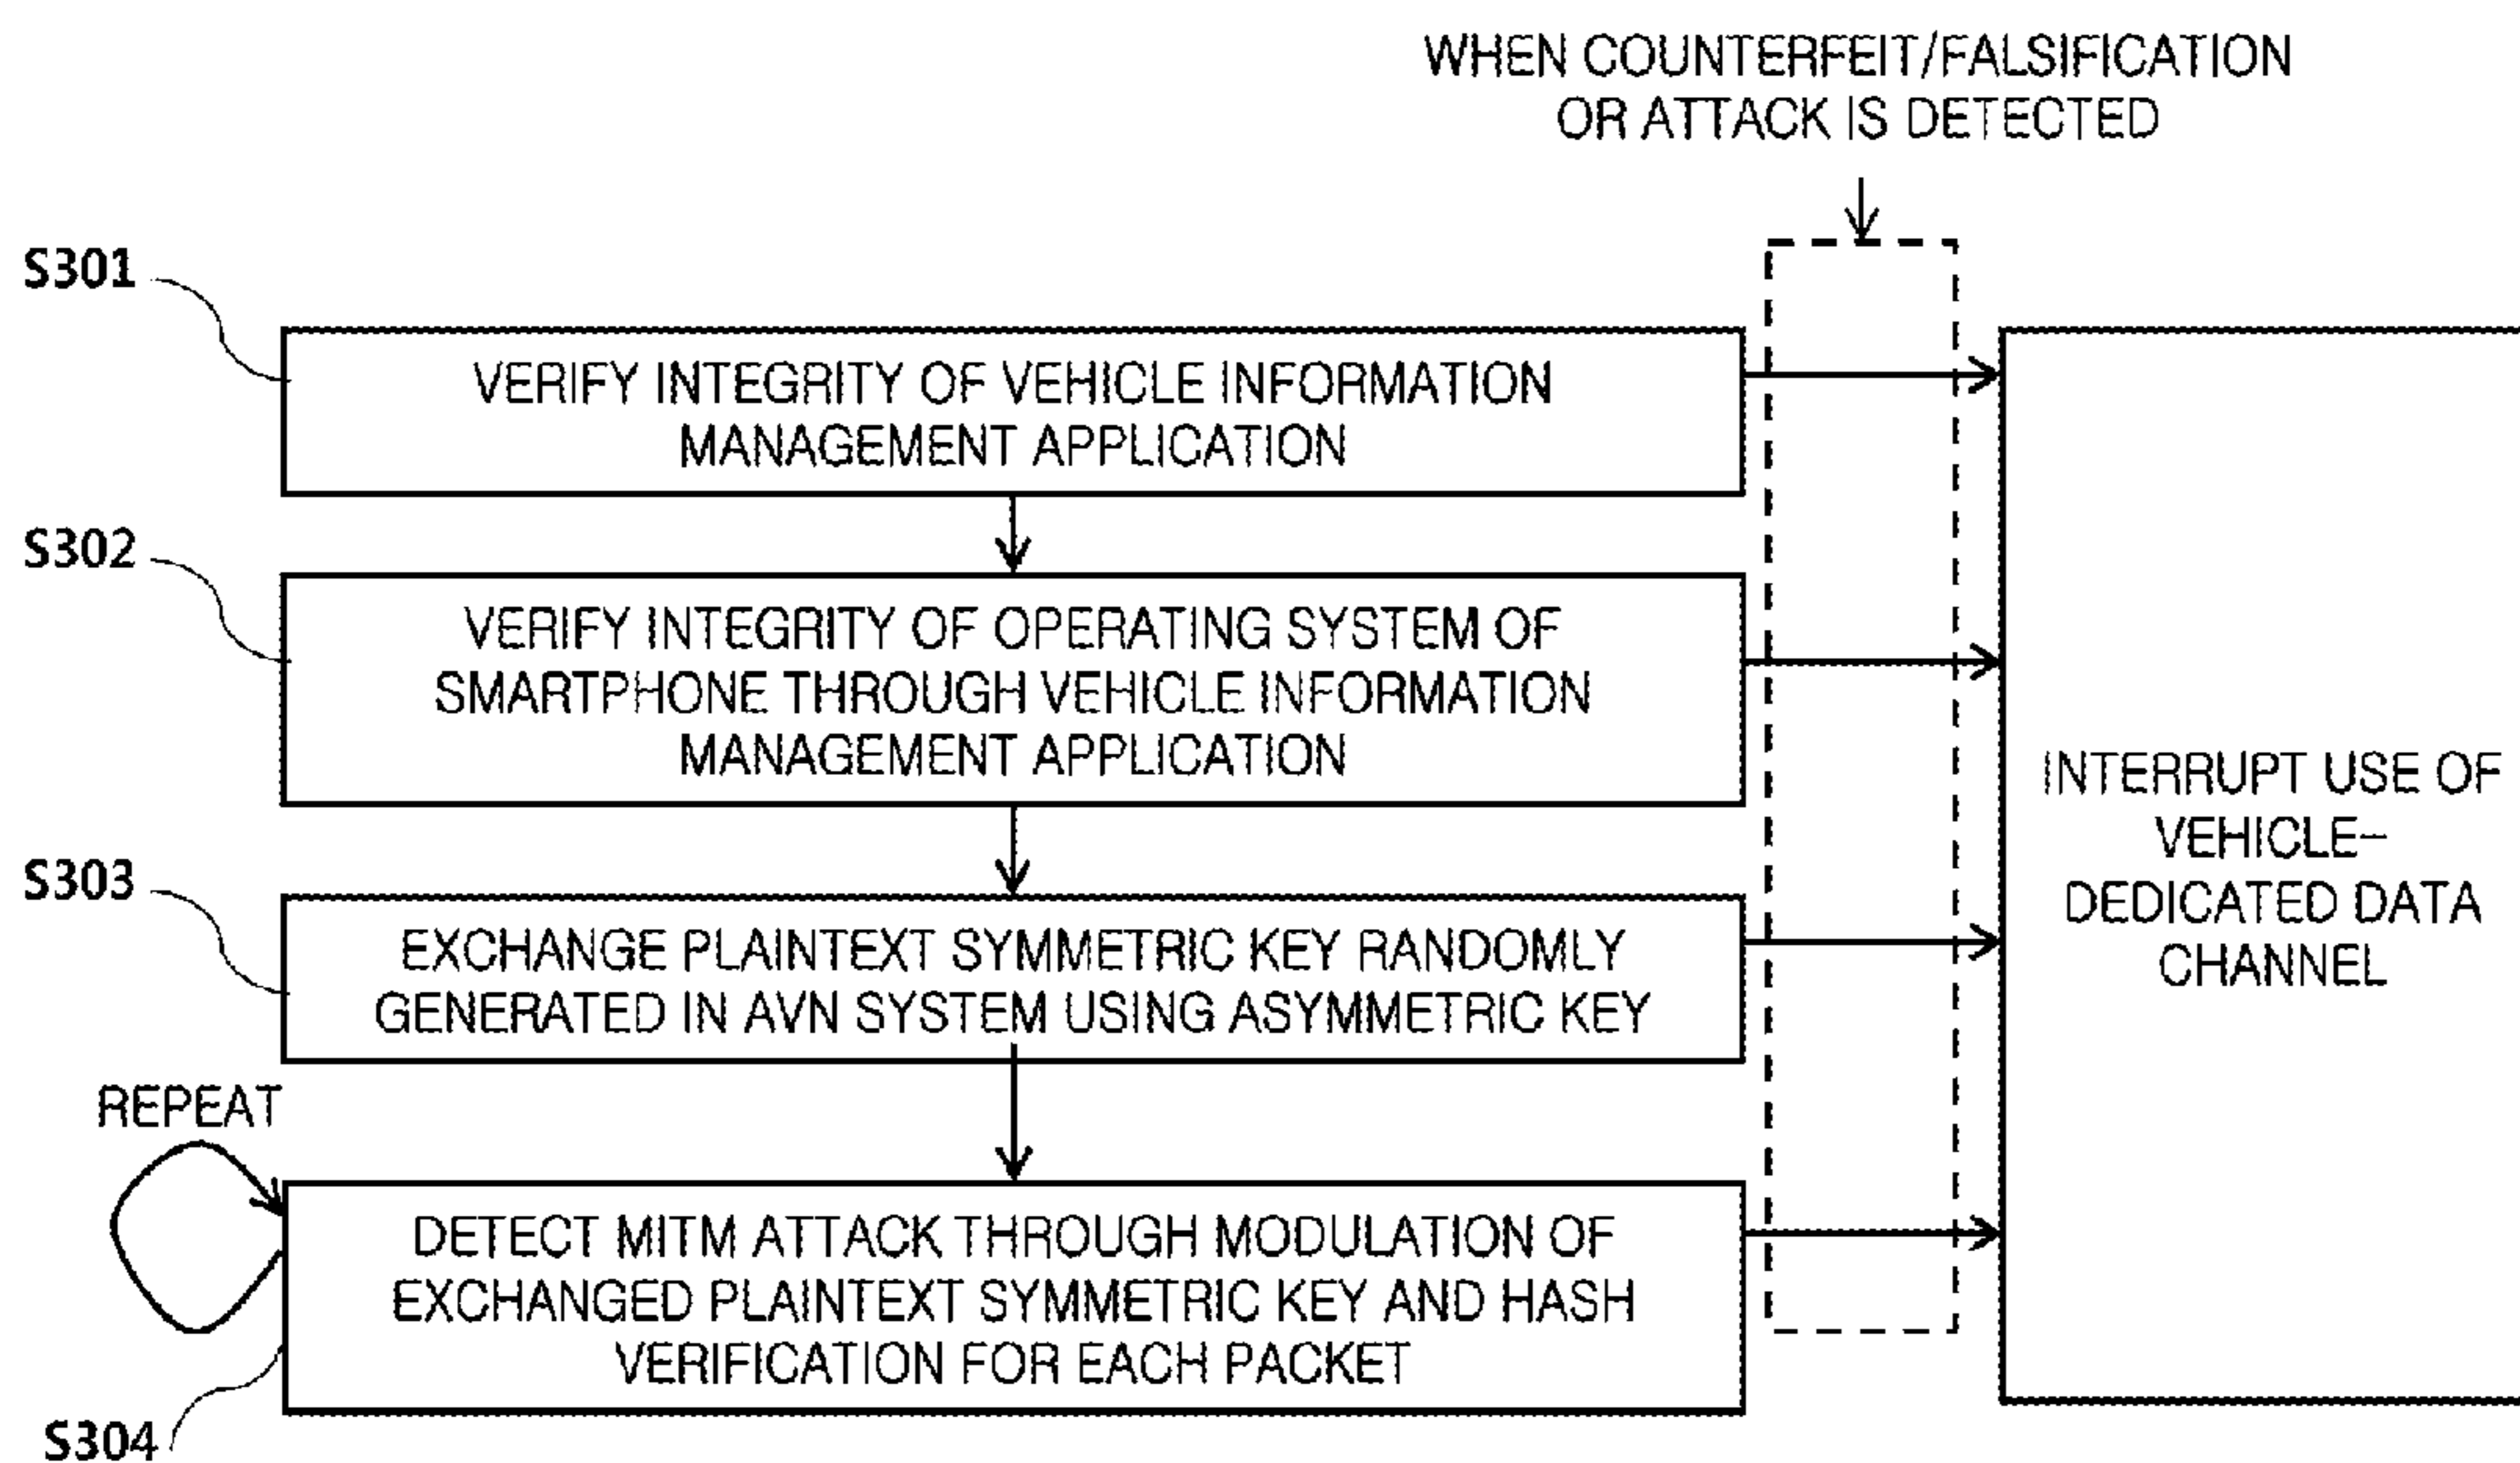 WHEN COUNTERFEIT/FALSIFICATION
OR ATTACK IS DETECTED
S301
VERIFY INTEGRITY OF VEHICLE INFORMATION
MANAGEMENT APPLICATION
S302
VERIFY INTEGRITY OF OPERATING SYSTEM OF
SMARTPHONE THROUGH VEHICLE INFORMATION
MANAGEMENT APPLICATION
S303
EXCHANGE PLAINTEXT SYMMETRIC KEY RANDOMLY
GENERATED IN AVN SYSTEM USING ASYMMETRIC KEY
REPEAT
DETECT MITM ATTACK THROUGH MODULATION OF
EXCHANGED PLAINTEXT SYMMETRIC KEY AND HASH
VERIFICATION FOR EACH PACKET
S304
INTERRUPT USE OF
VEHICLE-
DEDICATED DATA
CHANNEL